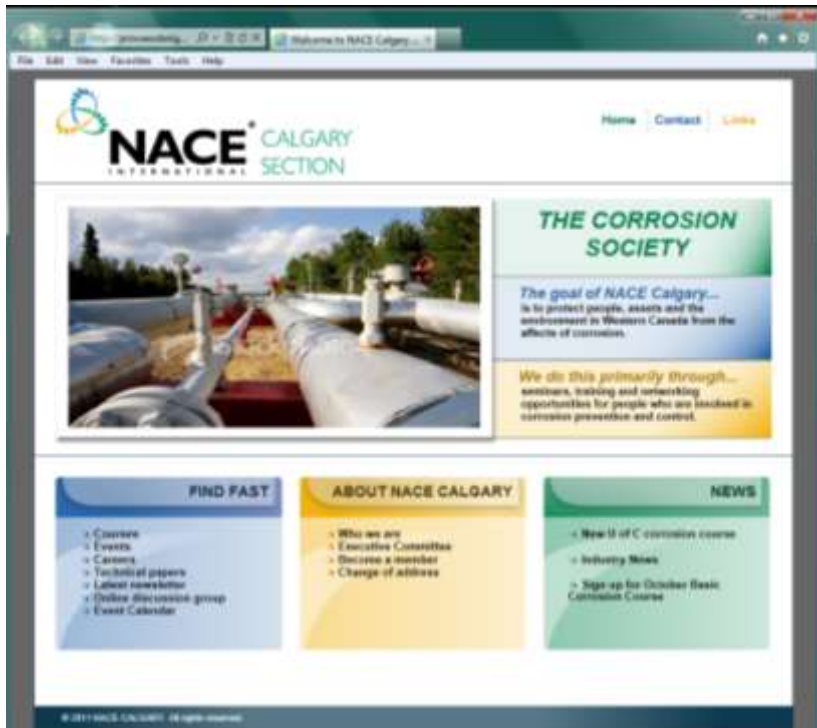 Welcome to NACE Calgary...
File Edit View Favorites Tools Help
NACE CALGARY
INTERNATIONAL SECTION
Home Contact Links
THE CORROSION
SOCIETY
The goal of NACE Calgary...
is to protect people, assets and the
environment in Western Canada from the
affects of corrosion.
We do this primarily through...
seminars, training and networking
opportunities for people who are involved in
corrosion prevention and control.
FIND FAST
Courses
Events
Careers
Technical papers
Latest newsletter
Online discussion group
Event Calendar
ABOUT NACE CALGARY
Who we are
Executive Committee
Become a member
Change of address
NEWS
New U of C corrosion course
Industry News
Sign up for October Basic
Corrosion Course
© 2011 NACE CALGARY. All rights reserved.